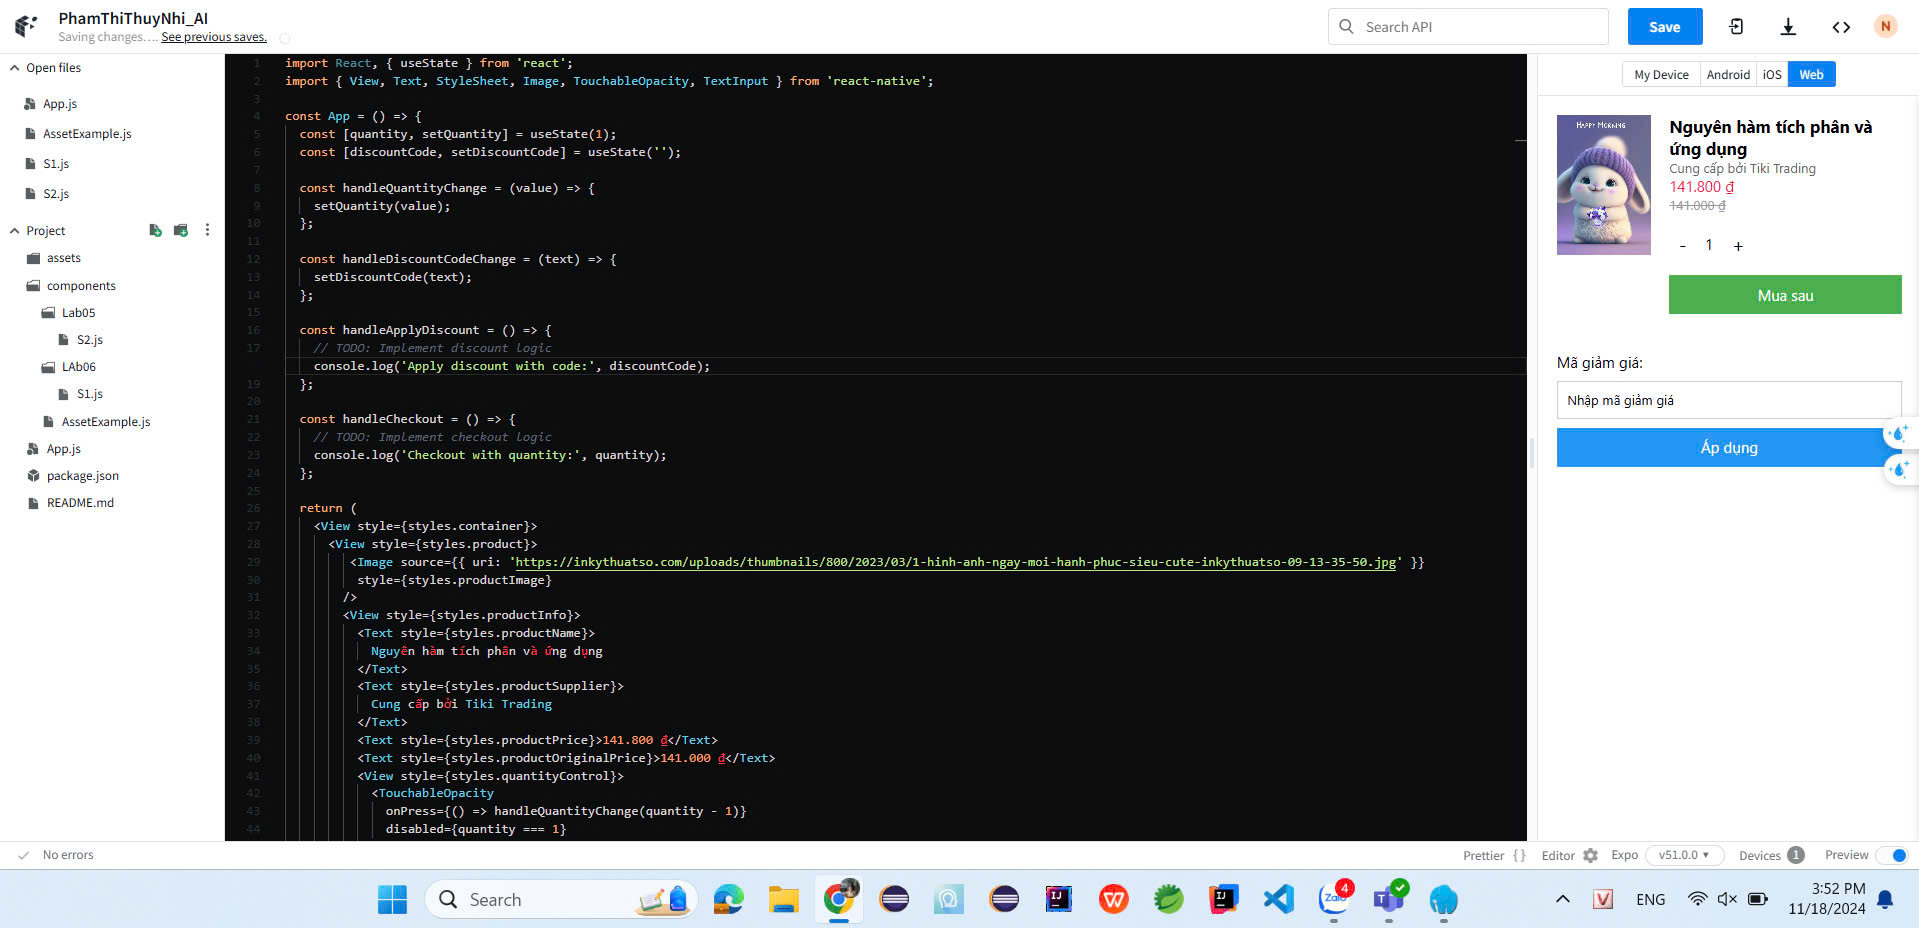 PhamThiThuyNhi_AI
Saving changes.... See previous saves.
Search API
Save
N
Open files
App.js
AssetExample.js
S1.js
S2.js
Project
assets
components
Lab05
S2.js
LAb06
S1.js
AssetExample.js
App.js
package.json
README.md
1 import React, { useState } from 'react';
2 import { View, Text, StyleSheet, Image, TouchableOpacity, TextInput } from 'react-native';
3
4 const App = () => {
5 const [quantity, setQuantity] = useState(1);
6 const [discountCode, setDiscountCode] = useState('');
7
8 const handleQuantityChange = (value) => {
9 setQuantity(value);
10 };
11
12 const handleDiscountCodeChange = (text) => {
13 setDiscountCode(text);
14 };
15
16 const handleApplyDiscount = () => {
17 // TODO: Implement discount logic
console.log('Apply discount with code:', discountCode);
19 };
20
21 const handleCheckout = () => {
22 // TODO: Implement checkout logic
23 console.log('Checkout with quantity:', quantity);
24 };
25
26 return (
27 <View style={styles.container}>
28 <View style={styles.product}>
29 <Image source={{ uri: 'https://inkythuatso.com/uploads/thumbnails/800/2023/03/1-hinh-anh-ngay-moi-hanh-phuc-sieu-cute-inkythuatso-09-13-35-50.jpg' }}
30 style={styles.productImage}
31 />
32 <View style={styles.productInfo}>
33 <Text style={styles.productName}>
34 Nguyên hàm tích phân và ứng dụng
35 </Text>
36 <Text style={styles.productSupplier}>
37 Cung cấp bởi Tiki Trading
38 </Text>
39 <Text style={styles.productPrice}>141.800 ₫</Text>
40 <Text style={styles.productOriginalPrice}>141.000 ₫</Text>
41 <View style={styles.quantityControl}>
42 <TouchableOpacity
43 onPress={() => handleQuantityChange(quantity - 1)}
44 disabled={quantity === 1}
My Device Android iOS Web
HAPPY MORNING
Nguyên hàm tích phân và
ứng dụng
Cung cấp bởi Tiki Trading
141.800 ₫
141.000 ₫
- 1 +
Mua sau
Mã giảm giá:
Nhập mã giảm giá
Áp dụng
No errors
Prettier { } Editor Expo v51.0.0 Devices 1 Preview
Search
IJ
W
IJ
Zalo
4
T
V
ENG
3:52 PM
11/18/2024